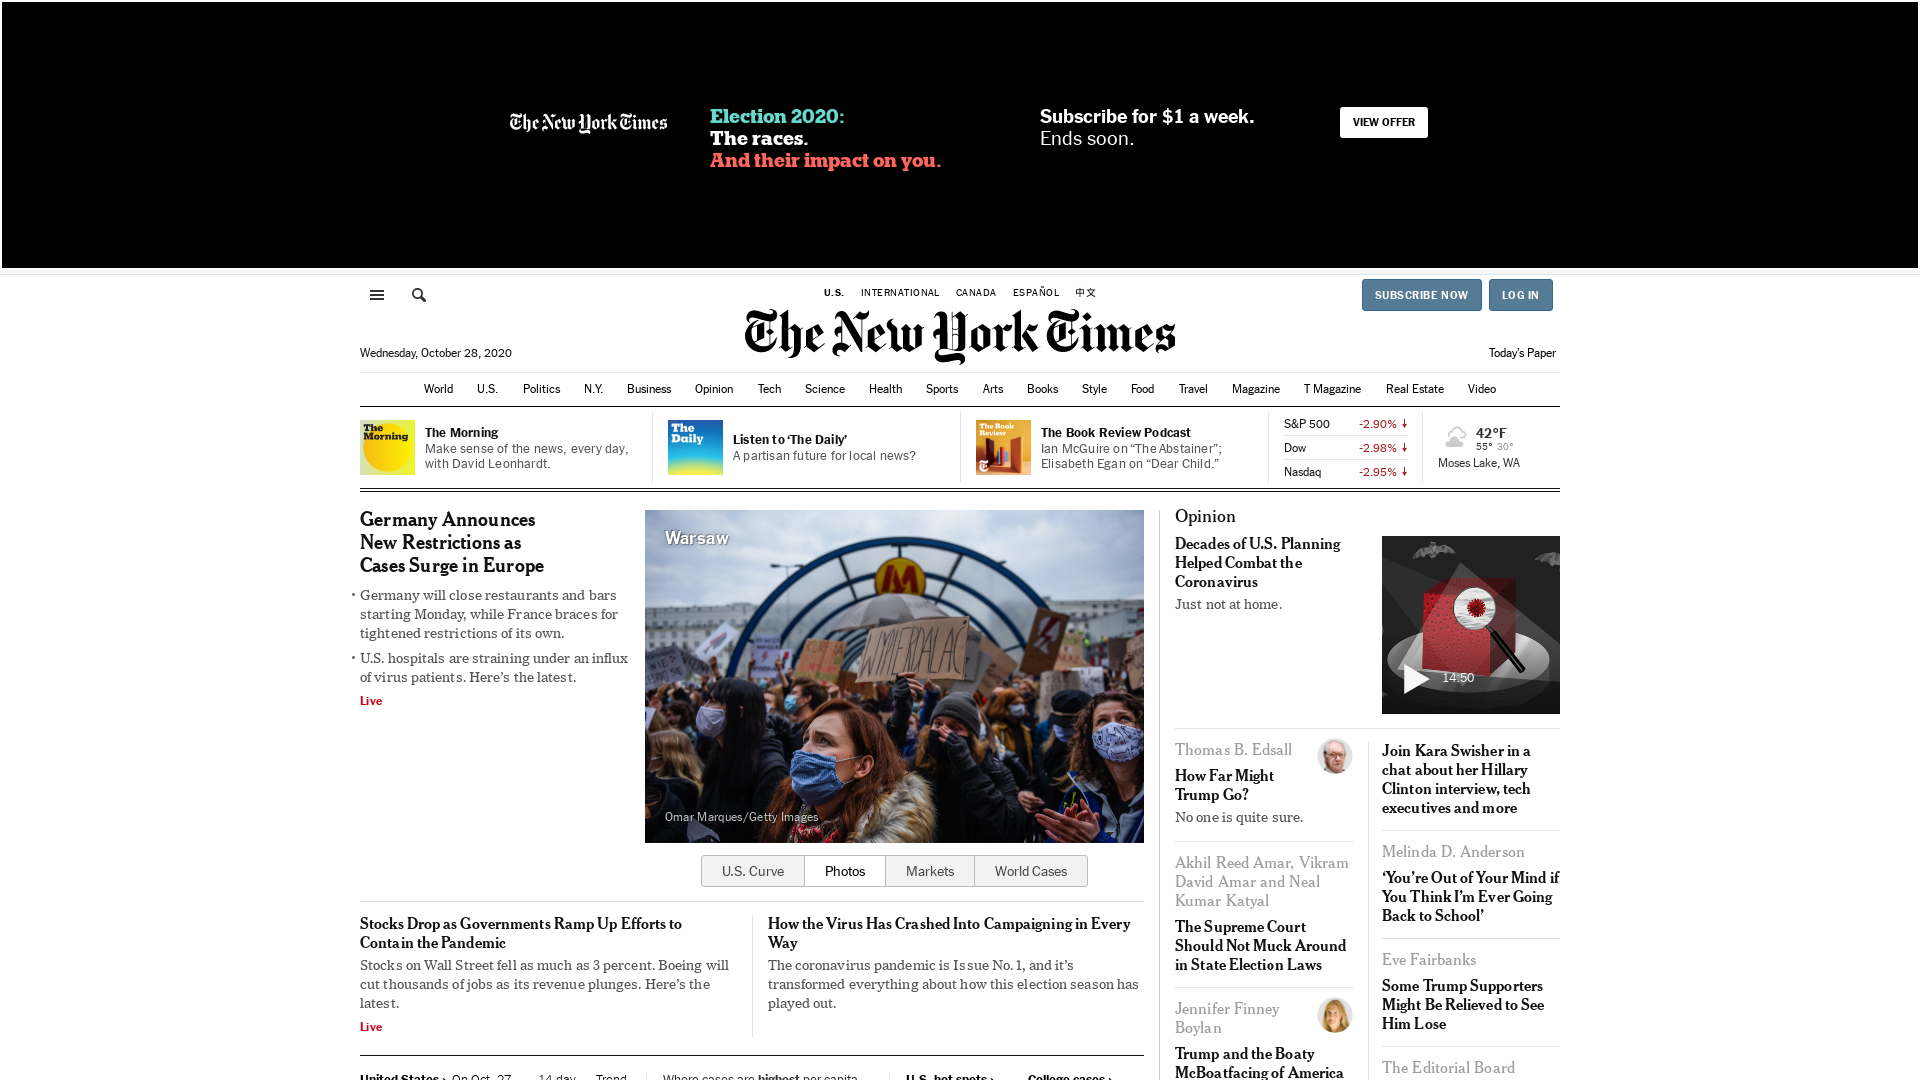 The New York Times
Election 2020:
The races.
And their impact on you.
Subscribe for $1 a week.
Ends soon.
VIEW OFFER
U.S. INTERNATIONAL CANADA ESPAÑOL 中文
SUBSCRIBE NOW LOG IN
The New York Times
Wednesday, October 28, 2020
Today's Paper
World U.S. Politics N.Y. Business Opinion Tech Science Health Sports Arts Books Style Food Travel Magazine T Magazine Real Estate Video
The Morning
The Morning
Make sense of the news, every day,
with David Leonhardt.
The Daily
Listen to ‘The Daily’
A partisan future for local news?
The Book Review
The Book Review Podcast
Ian McGuire on “The Abstainer”;
Elisabeth Egan on “Dear Child.”
S&P 500 -2.90%
Dow -2.98%
Nasdaq -2.95%
42°F
55° 30°
Moses Lake, WA
Germany Announces
New Restrictions as
Cases Surge in Europe
• Germany will close restaurants and bars
starting Monday, while France braces for
tightened restrictions of its own.
• U.S. hospitals are straining under an influx
of virus patients. Here’s the latest.
Live
Warsaw
Omar Marques/Getty Images
U.S. Curve Photos Markets World Cases
Stocks Drop as Governments Ramp Up Efforts to
Contain the Pandemic
Stocks on Wall Street fell as much as 3 percent. Boeing will
cut thousands of jobs as its revenue plunges. Here’s the
latest.
Live
How the Virus Has Crashed Into Campaigning in Every
Way
The coronavirus pandemic is Issue No. 1, and it’s
transformed everything about how this election season has
played out.
United States › On Oct. 27 14-day Trend
Where cases are highest per capita
U.S. hot spots › College cases ›
Opinion
Decades of U.S. Planning
Helped Combat the
Coronavirus
Just not at home.
14:50
Thomas B. Edsall
How Far Might
Trump Go?
No one is quite sure.
Akhil Reed Amar, Vikram
David Amar and Neal
Kumar Katyal
The Supreme Court
Should Not Muck Around
in State Election Laws
Jennifer Finney
Boylan
Trump and the Boaty
McBoatfacing of America
Join Kara Swisher in a
chat about her Hillary
Clinton interview, tech
executives and more
Melinda D. Anderson
‘You’re Out of Your Mind if
You Think I’m Ever Going
Back to School’
Eve Fairbanks
Some Trump Supporters
Might Be Relieved to See
Him Lose
The Editorial Board